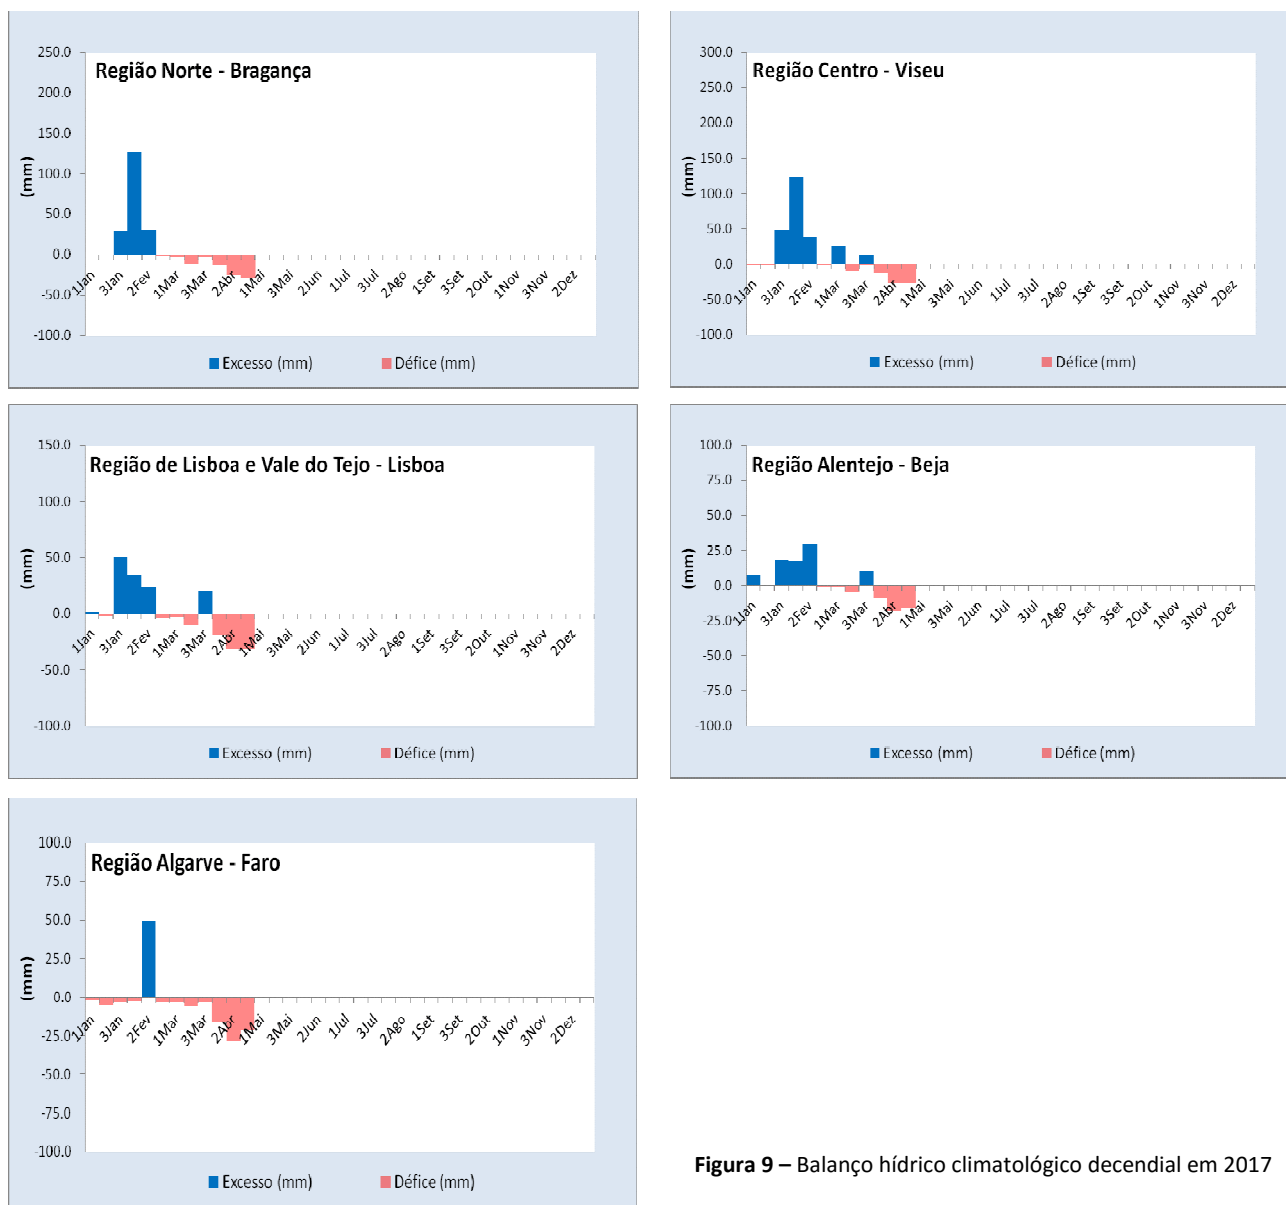 Região Norte - Bragança
(mm)
250.0
200.0
150.0
100.0
50.0
0.0
-50.0
-100.0
1Jan 3Jan 2Fev 1Mar 3Mar 2Abr 1Mai 3Mai 2Jun 1Jul 3Jul 2Ago 1Set 3Set 2Out 1Nov 3Nov 2Dez
Excesso (mm) Défice (mm)
Região Centro - Viseu
(mm)
300.0
250.0
200.0
150.0
100.0
50.0
0.0
-50.0
-100.0
1Jan 3Jan 2Fev 1Mar 3Mar 2Abr 1Mai 3Mai 2Jun 1Jul 3Jul 2Ago 1Set 3Set 2Out 1Nov 3Nov 2Dez
Excesso (mm) Défice (mm)
Região de Lisboa e Vale do Tejo - Lisboa
(mm)
150.0
100.0
50.0
0.0
-50.0
-100.0
1Jan 3Jan 2Fev 1Mar 3Mar 2Abr 1Mai 3Mai 2Jun 1Jul 3Jul 2Ago 1Set 3Set 2Out 1Nov 3Nov 2Dez
Excesso (mm) Défice (mm)
Região Alentejo - Beja
(mm)
100.0
75.0
50.0
25.0
0.0
-25.0
-50.0
-75.0
-100.0
1Jan 3Jan 2Fev 1Mar 3Mar 2Abr 1Mai 3Mai 2Jun 1Jul 3Jul 2Ago 1Set 3Set 2Out 1Nov 3Nov 2Dez
Excesso (mm) Défice (mm)
Região Algarve - Faro
(mm)
100.0
75.0
50.0
25.0
0.0
-25.0
-50.0
-75.0
-100.0
1Jan 3Jan 2Fev 1Mar 3Mar 2Abr 1Mai 3Mai 2Jun 1Jul 3Jul 2Ago 1Set 3Set 2Out 1Nov 3Nov 2Dez
Excesso (mm) Défice (mm)
Figura 9 – Balanço hídrico climatológico decendial em 2017